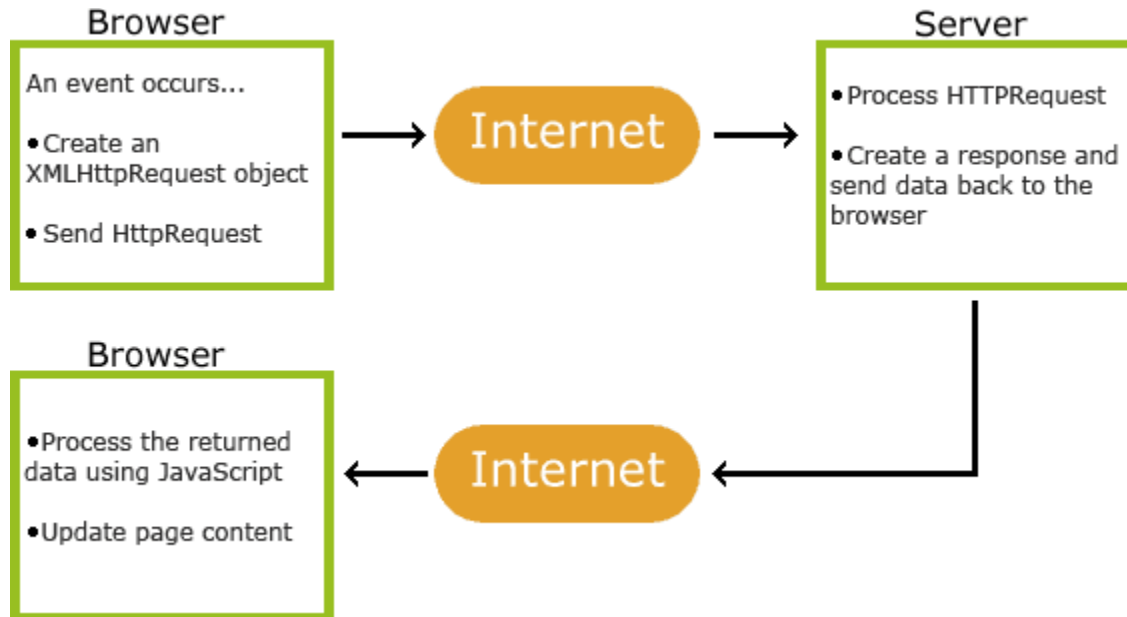 Browser
An event occurs...
•Create an
XMLHttpRequest object
•Send HttpRequest
Internet
Server
•Process HTTPRequest
•Create a response and
send data back to the
browser
Browser
•Process the returned
data using JavaScript
•Update page content
Internet